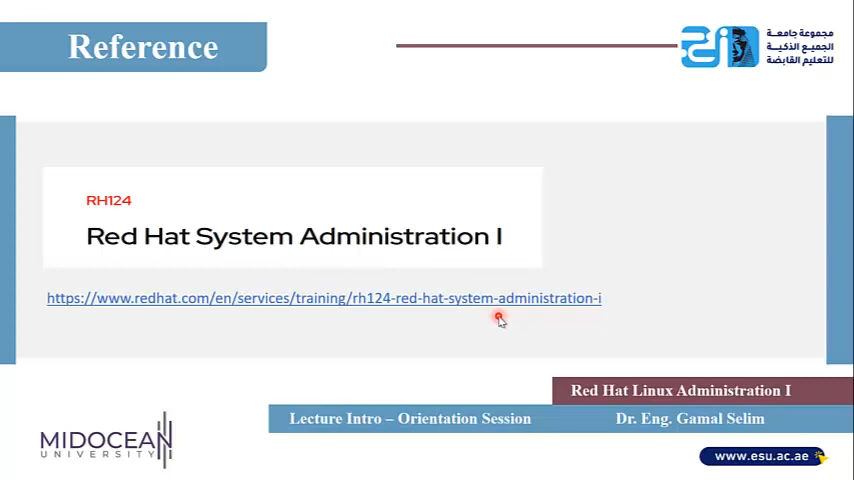 Reference
مجموعة جامعة
الجميع الذكية
للتعليم القابضة
RH124
Red Hat System Administration I
https://www.redhat.com/en/services/training/rh124-red-hat-system-administration-i
Red Hat Linux Administration I
Lecture Intro – Orientation Session
Dr. Eng. Gamal Selim
MIDOCEAN
UNIVERSITY
www.esu.ac.ae